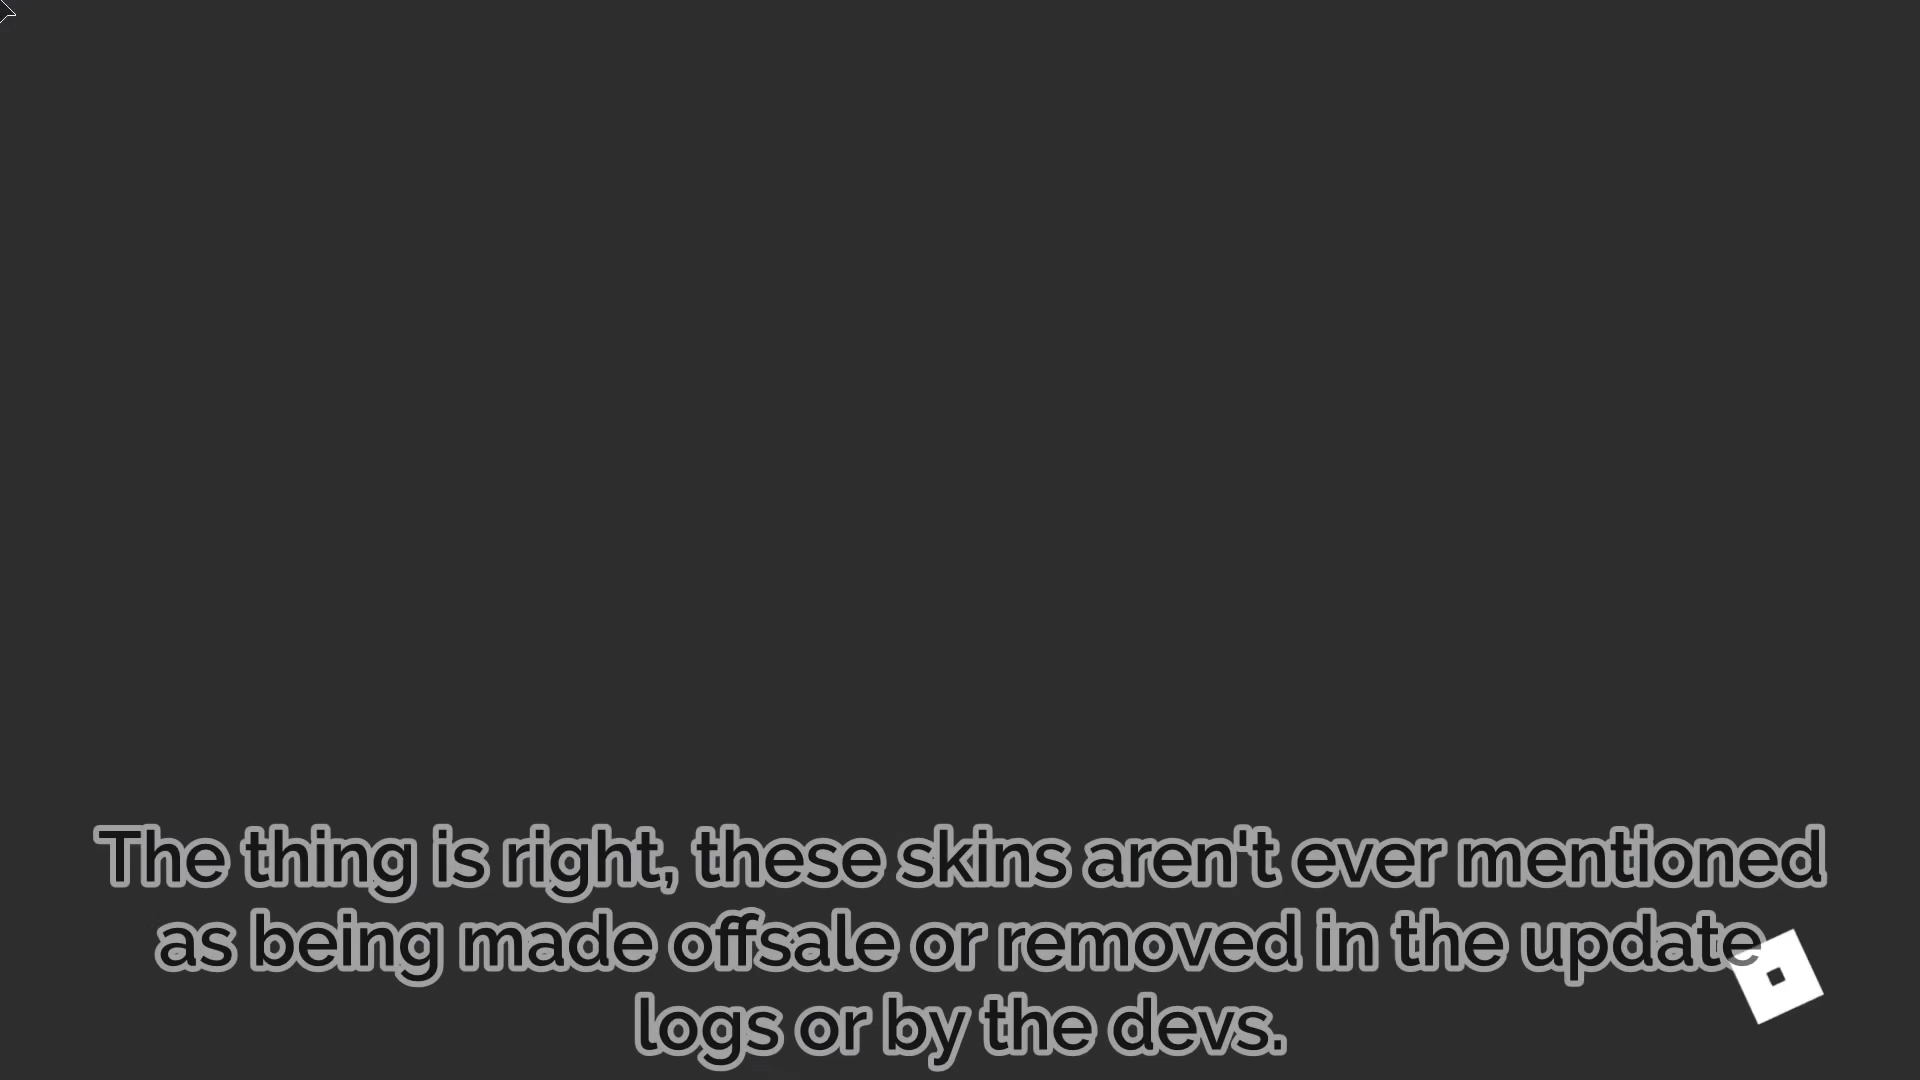 The thing is right, these skins aren't ever mentioned
as being made offsale or removed in the update
logs or by the devs.